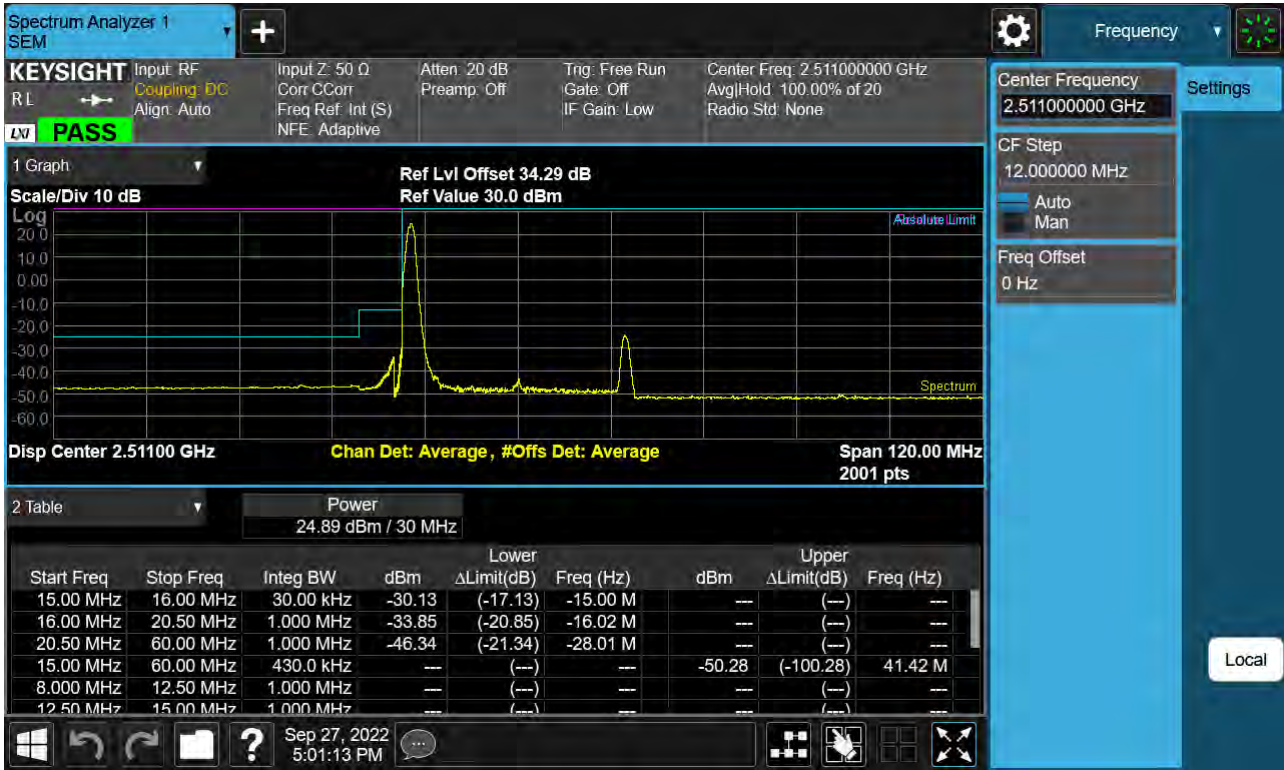 Spectrum Analyzer 1
SEM
Frequency
KEYSIGHT
Input: RF
Coupling: DC
Align: Auto
Input Z: 50 Ω
Corr CCorr
Freq Ref: Int (S)
NFE: Adaptive
Atten: 20 dB
Preamp: Off
Trig: Free Run
Gate: Off
IF Gain: Low
Center Freq: 2.511000000 GHz
Avg|Hold: 100.00% of 20
Radio Std: None
RL
LXI
PASS
Center Frequency
2.511000000 GHz
Settings
CF Step
12.000000 MHz
Auto
Man
Freq Offset
0 Hz
Local
1 Graph
Ref Lvl Offset 34.29 dB
Scale/Div 10 dB
Ref Value 30.0 dBm
Log
20.0
10.0
0.00
-10.0
-20.0
-30.0
-40.0
-50.0
-60.0
Limit
Spectrum
Disp Center 2.51100 GHz
Chan Det: Average , #Offs Det: Average
Span 120.00 MHz
2001 pts
2 Table
Power
24.89 dBm / 30 MHz
Lower Upper
Start Freq Stop Freq Integ BW dBm ΔLimit(dB) Freq (Hz) dBm ΔLimit(dB) Freq (Hz)
15.00 MHz 16.00 MHz 30.00 kHz -30.13 (-17.13) -15.00 M --- (---) ---
16.00 MHz 20.50 MHz 1.000 MHz -33.85 (-20.85) -16.02 M --- (---) ---
20.50 MHz 60.00 MHz 1.000 MHz -46.34 (-21.34) -28.01 M --- (---) ---
15.00 MHz 60.00 MHz 430.0 kHz --- (---) --- -50.28 (-100.28) 41.42 M
8.000 MHz 12.50 MHz 1.000 MHz --- (---) --- --- (---) ---
12.50 MHz 15.00 MHz 1.000 MHz --- (---) --- --- (---) ---
?
Sep 27, 2022
5:01:13 PM